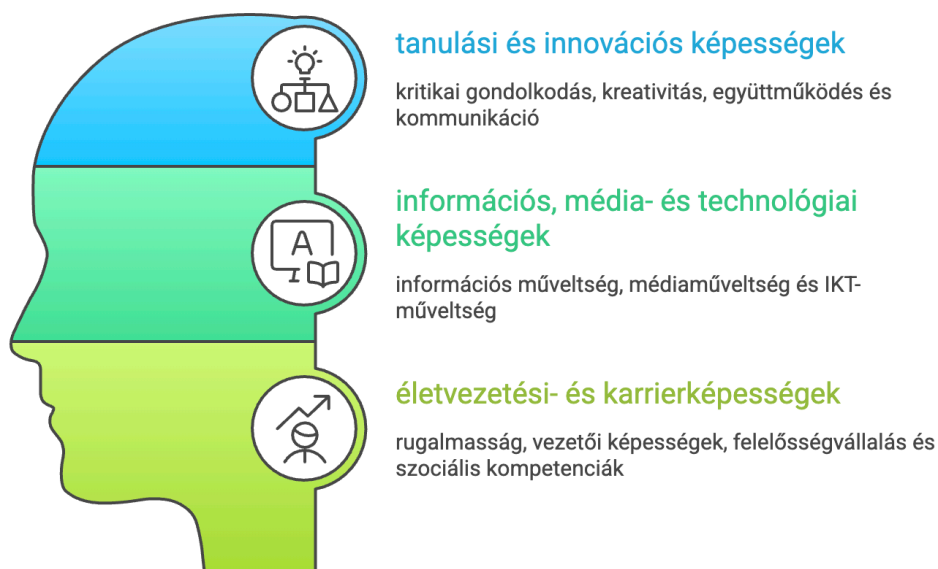 tanulási és innovációs képességek
kritikai gondolkodás, kreativitás, együttműködés és
kommunikáció
információs, média- és technológiai
képességek
A
információs műveltség, médiaműveltség és IKT-
műveltség
életvezetési- és karrierképességek
rugalmasság, vezetői képességek, felelősségvállalás és
szociális kompetenciák